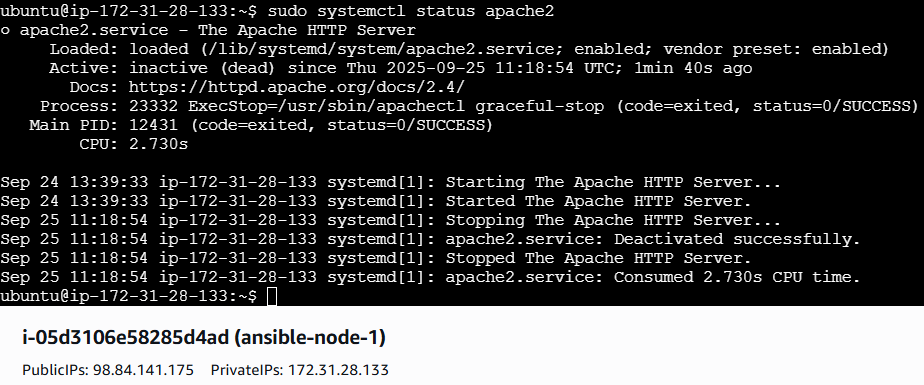 ubuntu@ip-172-31-28-133:~$ sudo systemctl status apache2
○ apache2.service - The Apache HTTP Server
Loaded: loaded (/lib/systemd/system/apache2.service; enabled; vendor preset: enabled)
Active: inactive (dead) since Thu 2025-09-25 11:18:54 UTC; 1min 40s ago
Docs: https://httpd.apache.org/docs/2.4/
Process: 23332 ExecStop=/usr/sbin/apachectl graceful-stop (code=exited, status=0/SUCCESS)
Main PID: 12431 (code=exited, status=0/SUCCESS)
CPU: 2.730s
Sep 24 13:39:33 ip-172-31-28-133 systemd[1]: Starting The Apache HTTP Server...
Sep 24 13:39:33 ip-172-31-28-133 systemd[1]: Started The Apache HTTP Server.
Sep 25 11:18:54 ip-172-31-28-133 systemd[1]: Stopping The Apache HTTP Server...
Sep 25 11:18:54 ip-172-31-28-133 systemd[1]: apache2.service: Deactivated successfully.
Sep 25 11:18:54 ip-172-31-28-133 systemd[1]: Stopped The Apache HTTP Server.
Sep 25 11:18:54 ip-172-31-28-133 systemd[1]: apache2.service: Consumed 2.730s CPU time.
ubuntu@ip-172-31-28-133:~$
i-05d3106e58285d4ad (ansible-node-1)
PublicIPs: 98.84.141.175 PrivateIPs: 172.31.28.133